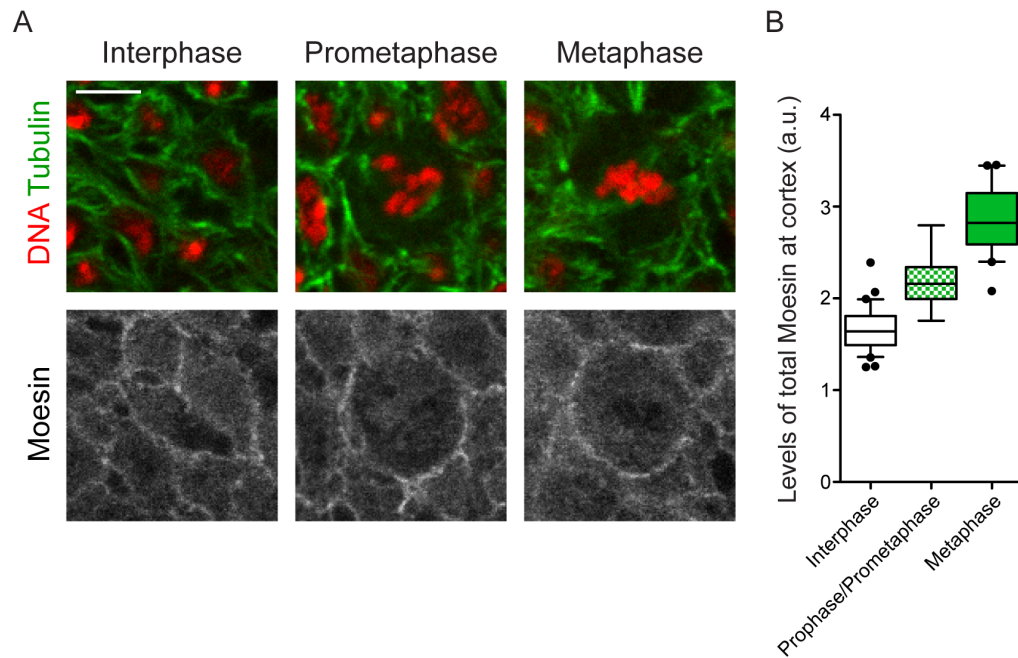 A
Interphase
Prometaphase
Metaphase
DNA Tubulin
Moesin
B
Levels of total Moesin at cortex (a.u.)
4
3
2
1
0
Interphase
Prophase/Prometaphase
Metaphase